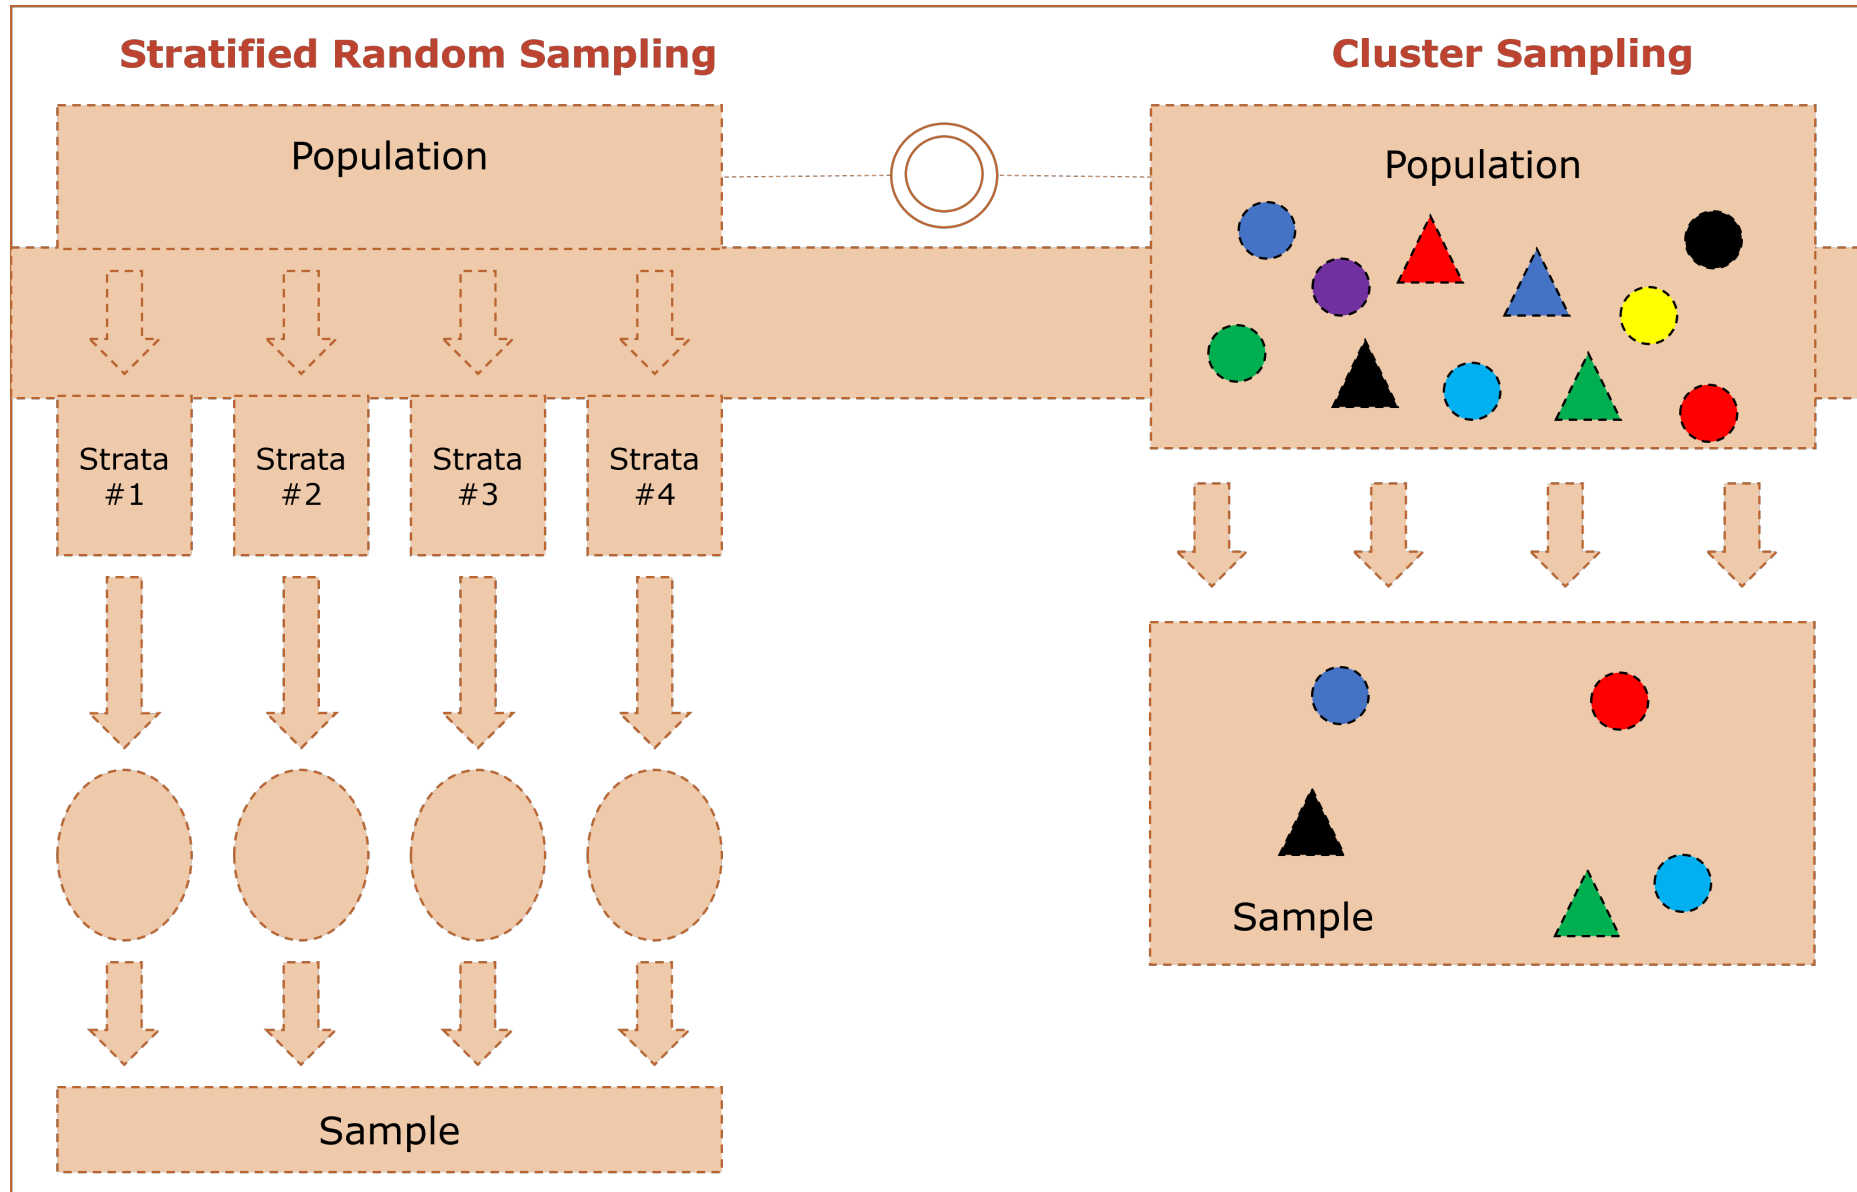 Stratified Random Sampling
Population
Strata
#1
Strata
#2
Strata
#3
Strata
#4
Sample
Cluster Sampling
Population
Sample